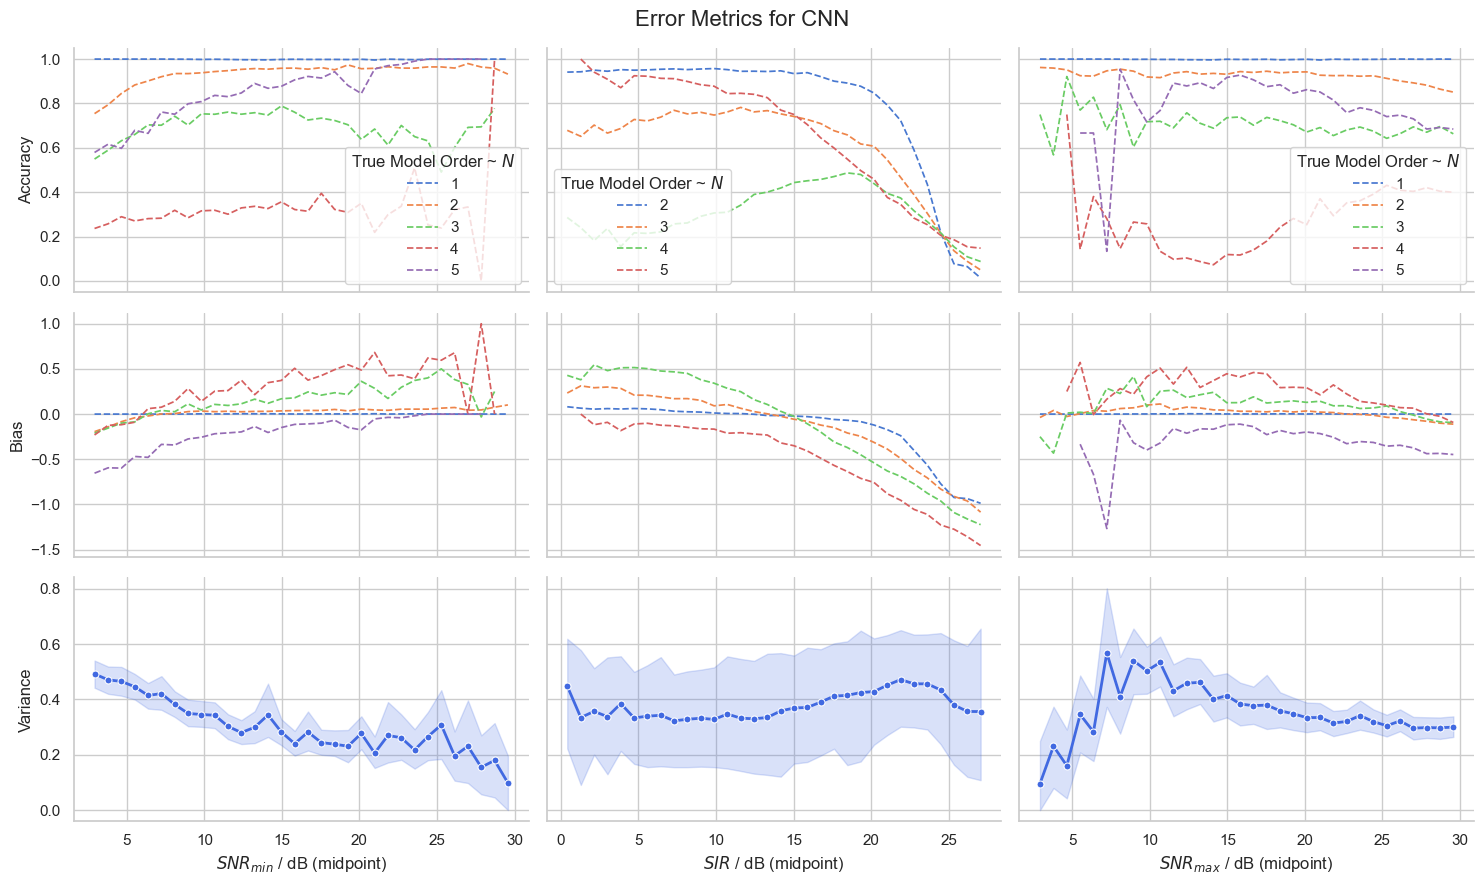 Error Metrics for CNN
Accuracy
1.0
0.8
0.6
0.4
0.2
0.0
True Model Order ~ N
1
2
3
4
5
True Model Order ~ N
2
3
4
5
True Model Order ~ N
1
2
3
4
5
Bias
1.0
0.5
0.0
−0.5
−1.0
−1.5
Variance
0.8
0.6
0.4
0.2
0.0
5 10 15 20 25 30
SNR_min / dB (midpoint)
0 5 10 15 20 25
SIR / dB (midpoint)
5 10 15 20 25 30
SNR_max / dB (midpoint)